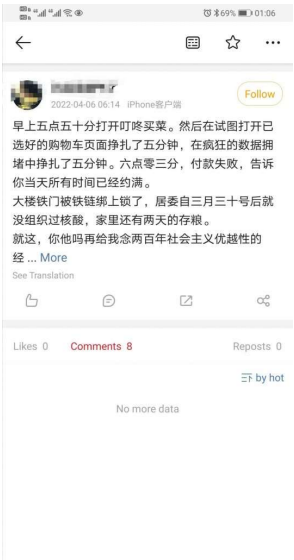 69% 01:06
Follow
2022-04-06 06:14 iPhone客户端
早上五点五十分打开叮咚买菜。然后在试图打开已
选好的购物车页面挣扎了五分钟，在疯狂的数据拥
堵中挣扎了五分钟。六点零三分，付款失败，告诉
你当天所有时间已经约满。
大楼铁门被铁链绑上锁了，居委自三月三十号后就
没组织过核酸，家里还有两天的存粮。
就这，你他吗再给我念两百年社会主义优越性的
经 ... More
See Translation
Likes 0 Comments 8 Reposts 0
by hot
No more data